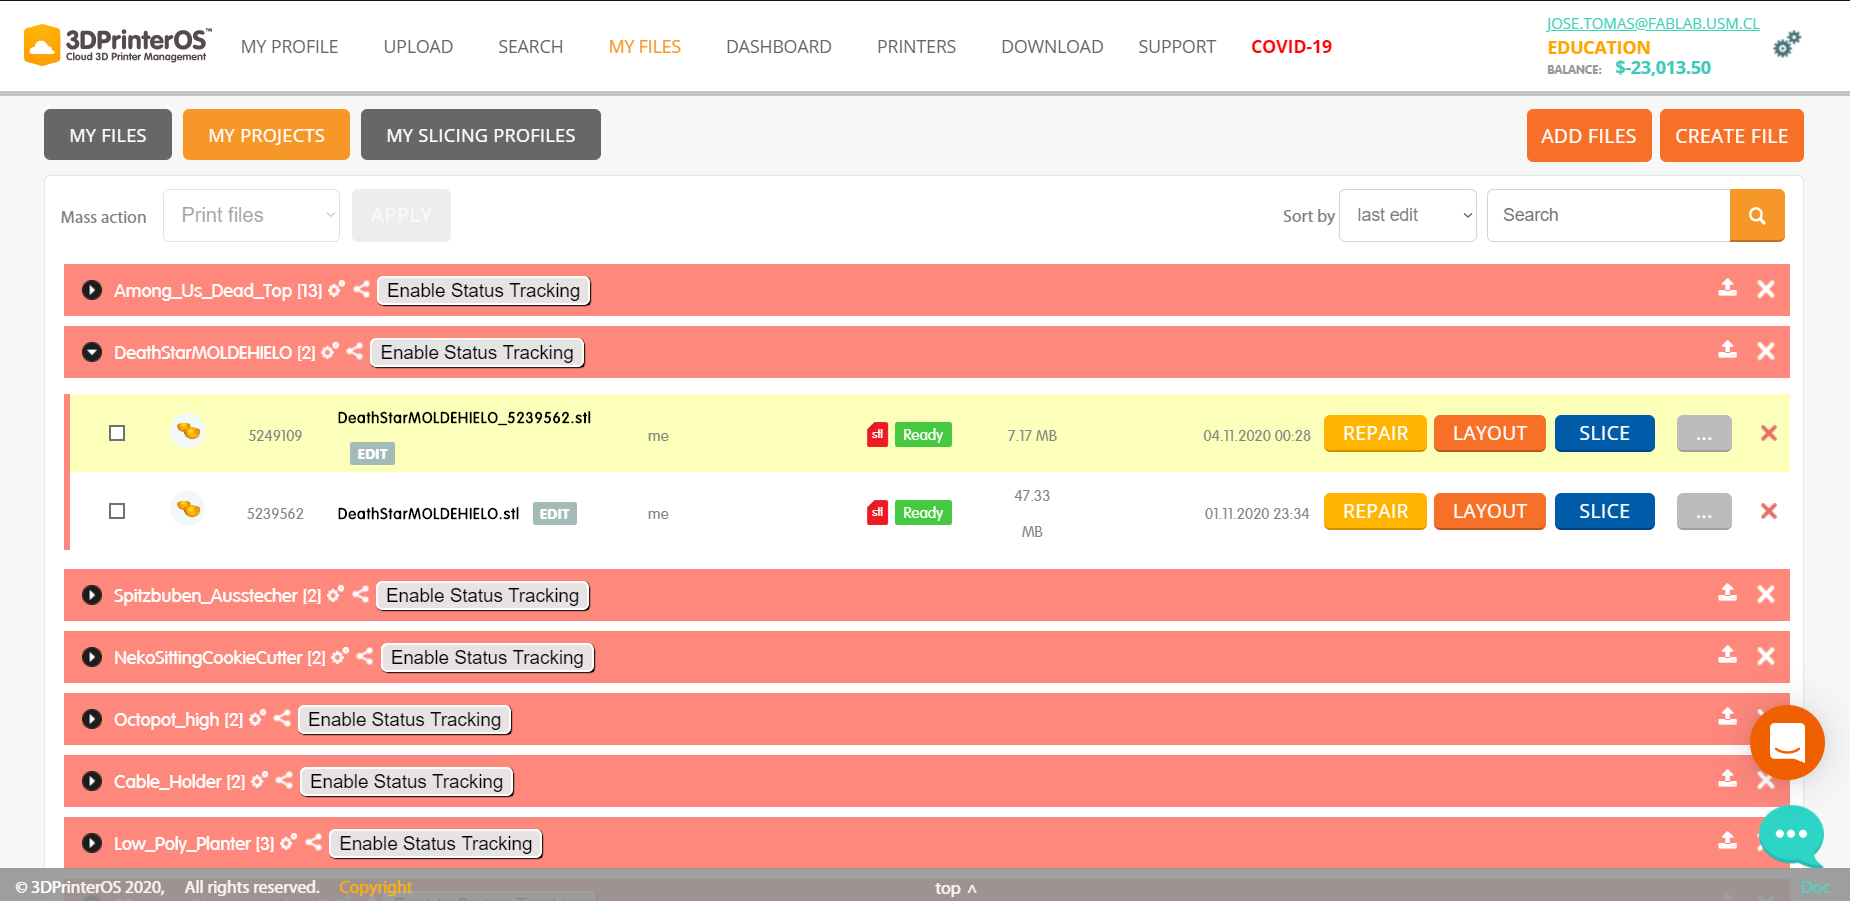 3DPrinterOS™
Cloud 3D Printer Management
MY PROFILE
UPLOAD
SEARCH
MY FILES
DASHBOARD
PRINTERS
DOWNLOAD
SUPPORT
COVID-19
JOSE.TOMAS@FABLAB.USM.CL
EDUCATION
BALANCE: $-23,013.50
MY FILES
MY PROJECTS
MY SLICING PROFILES
ADD FILES
CREATE FILE
Mass action
Print files
APPLY
Sort by
last edit
Search
Among_Us_Dead_Top [13]
Enable Status Tracking
DeathStarMOLDEHIELO [2]
Enable Status Tracking
5249109
DeathStarMOLDEHIELO_5239562.stl
EDIT
me
stl
Ready
7.17 MB
04.11.2020 00:28
REPAIR
LAYOUT
SLICE
...
5239562
DeathStarMOLDEHIELO.stl
EDIT
me
stl
Ready
47.33
MB
01.11.2020 23:34
REPAIR
LAYOUT
SLICE
...
Spitzbuben_Ausstecher [2]
Enable Status Tracking
NekoSittingCookieCutter [2]
Enable Status Tracking
Octopot_high [2]
Enable Status Tracking
Cable_Holder [2]
Enable Status Tracking
Low_Poly_Planter [3]
Enable Status Tracking
© 3DPrinterOS 2020,
All rights reserved.
Copyright
top ˄
Doc